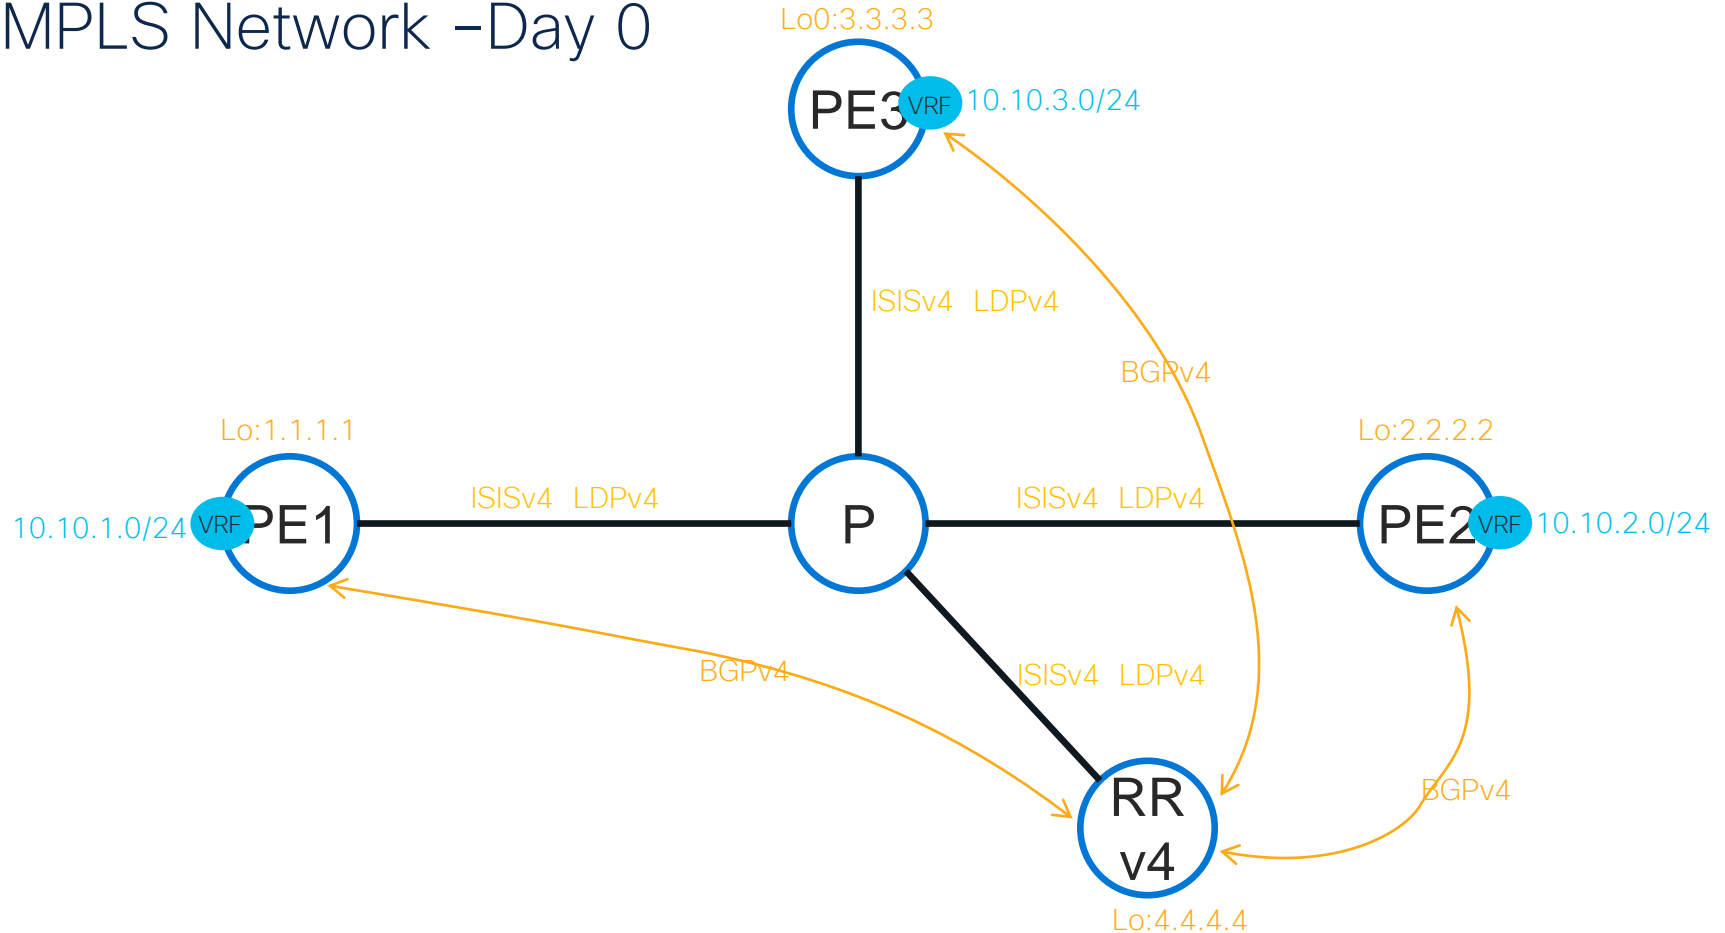 MPLS Network –Day 0
Lo0:3.3.3.3
PE3
VRF
10.10.3.0/24
ISISv4 LDPv4
BGPv4
Lo:1.1.1.1
Lo:2.2.2.2
10.10.1.0/24
VRF
PE1
ISISv4 LDPv4
P
ISISv4 LDPv4
PE2
VRF
10.10.2.0/24
BGPv4
ISISv4 LDPv4
BGPv4
RR
v4
Lo:4.4.4.4